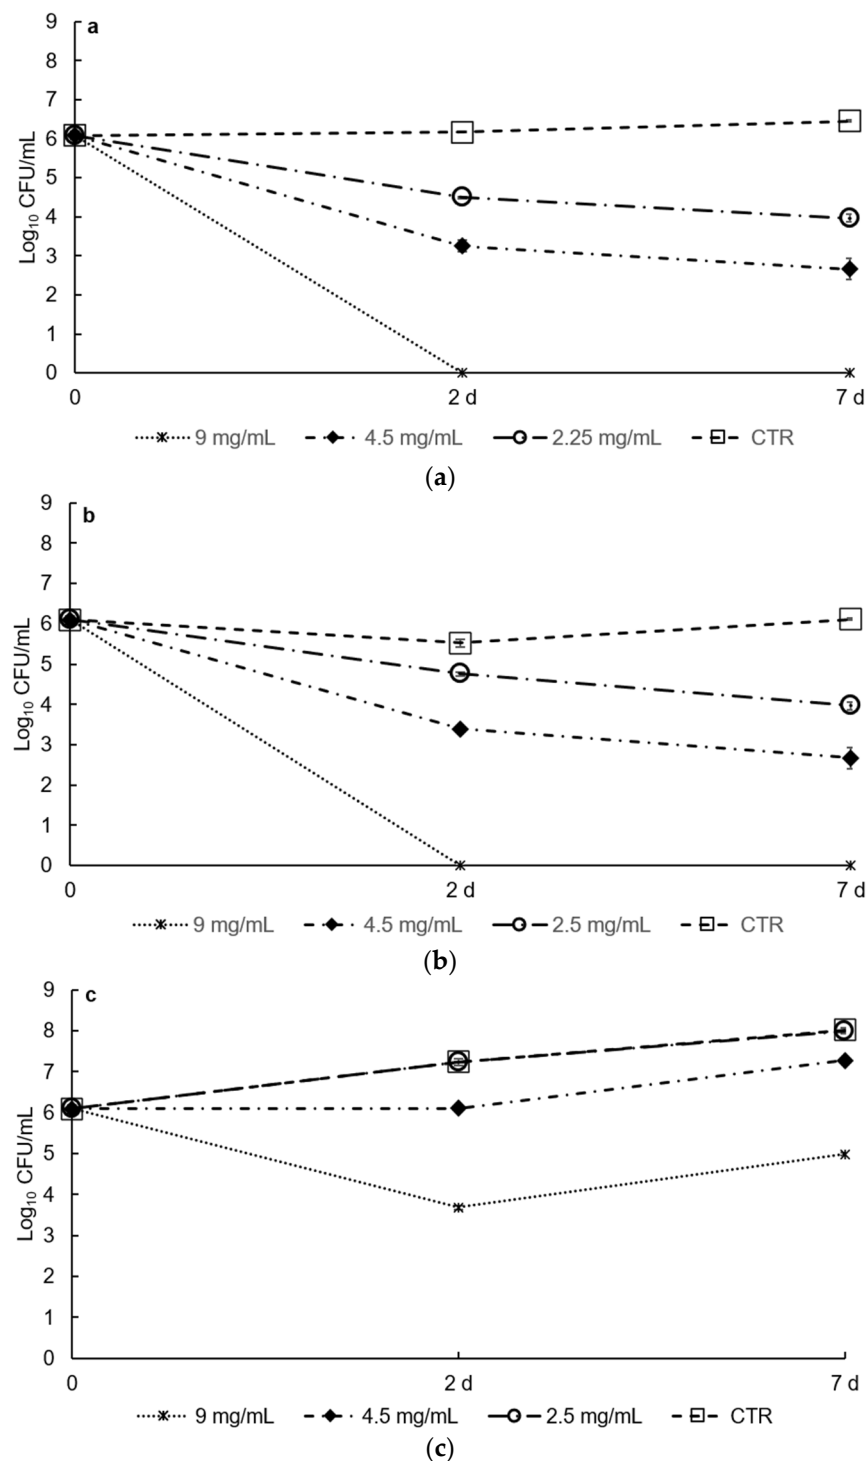 9
a
8
7
6
5
4
3
2
1
0
Log₁₀ CFU/mL
0 2 d 7 d
9 mg/mL 4.5 mg/mL 2.25 mg/mL CTR
(a)
9
b
8
7
6
5
4
3
2
1
0
Log₁₀ CFU/mL
0 2 d 7 d
9 mg/mL 4.5 mg/mL 2.5 mg/mL CTR
(b)
9
c
8
7
6
5
4
3
2
1
0
Log₁₀ CFU/mL
0 2 d 7 d
9 mg/mL 4.5 mg/mL 2.5 mg/mL CTR
(c)